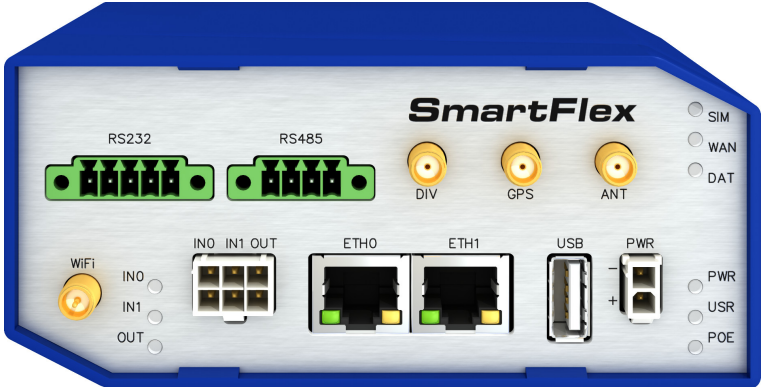 SmartFlex
SIM
WAN
DAT
RS232
RS485
DIV
GPS
ANT
WiFi
IN0
IN1
OUT
IN0 IN1 OUT
ETH0
ETH1
USB
PWR
−
+
PWR
USR
POE